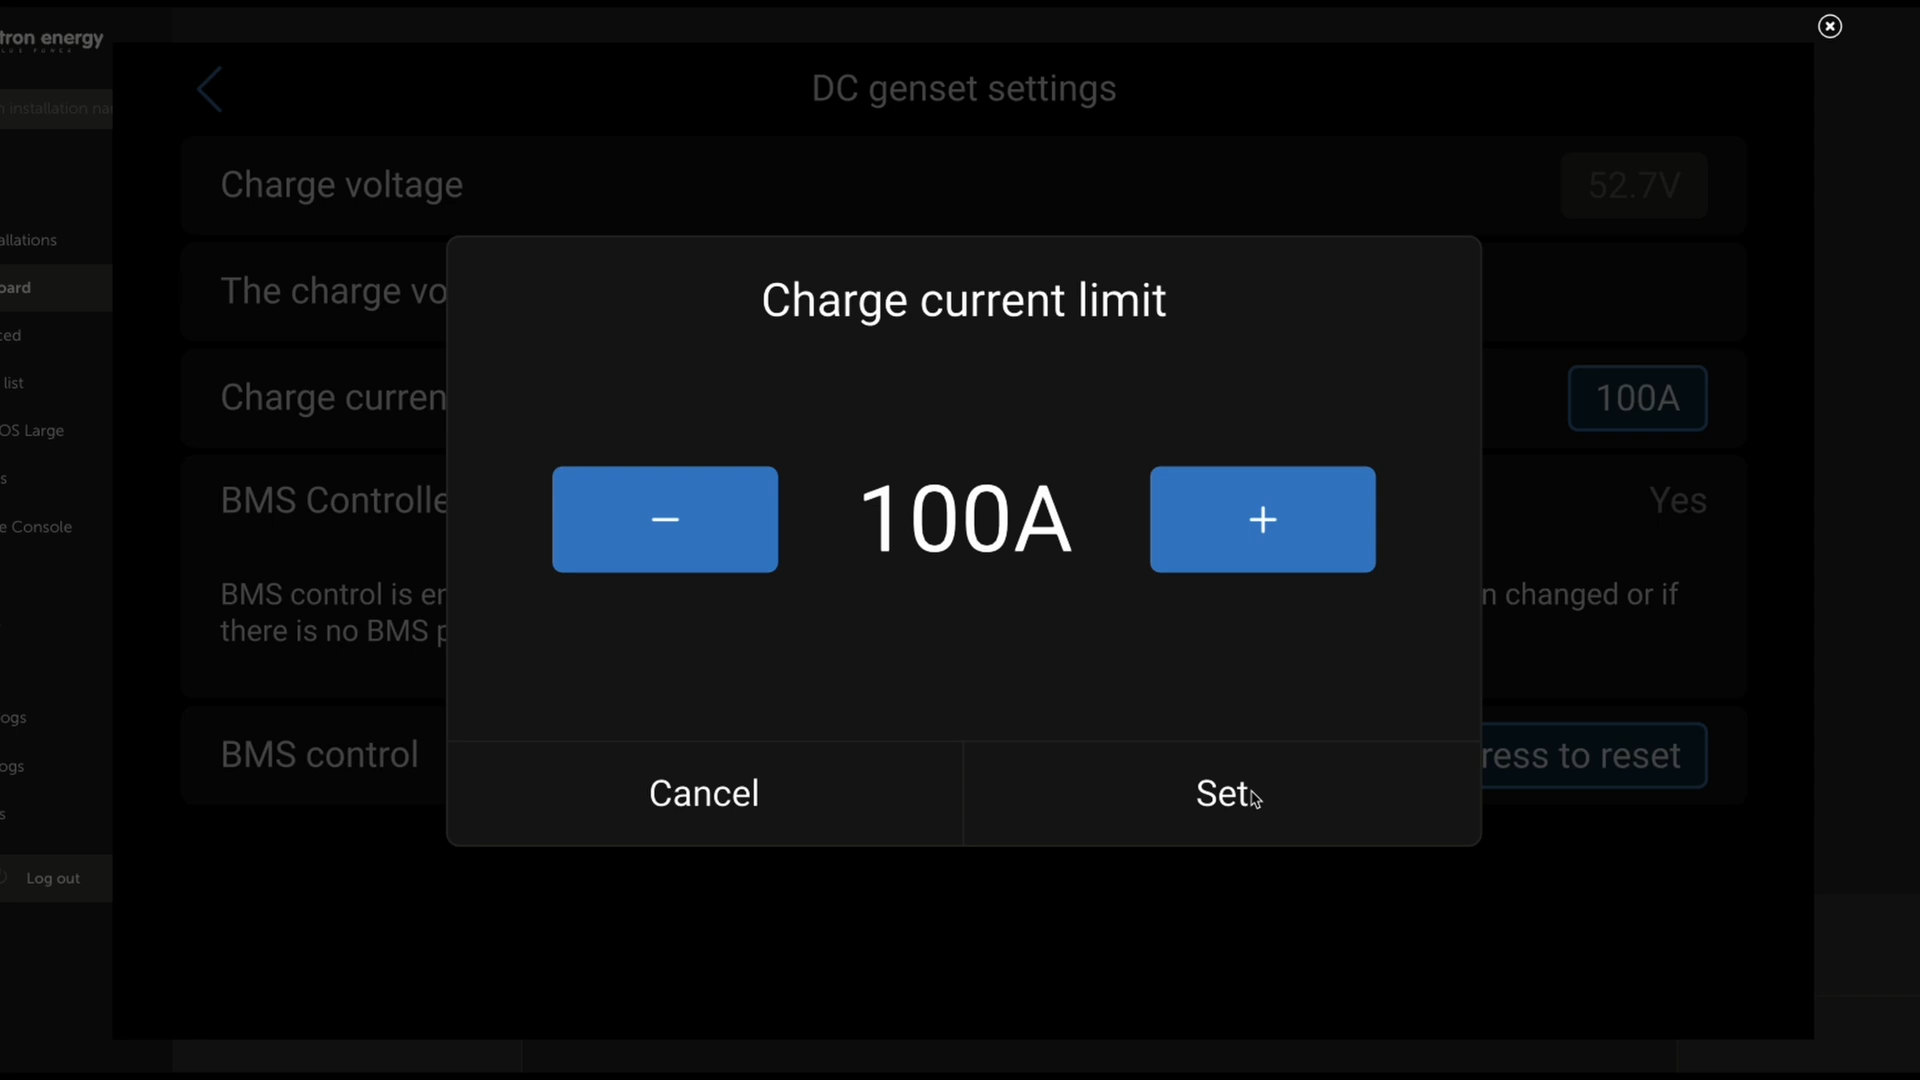 tron energy
n installation nar
allations
oard
ced
list
OS Large
s
e Console
ogs
ogs
s
Log out
DC genset settings
Charge voltage
52.7V
The charge vo
Charge curren
100A
BMS Controlle
Yes
BMS control is er
n changed or if
there is no BMS p
BMS control
ress to reset
Charge current limit
−
100A
+
Cancel
Set